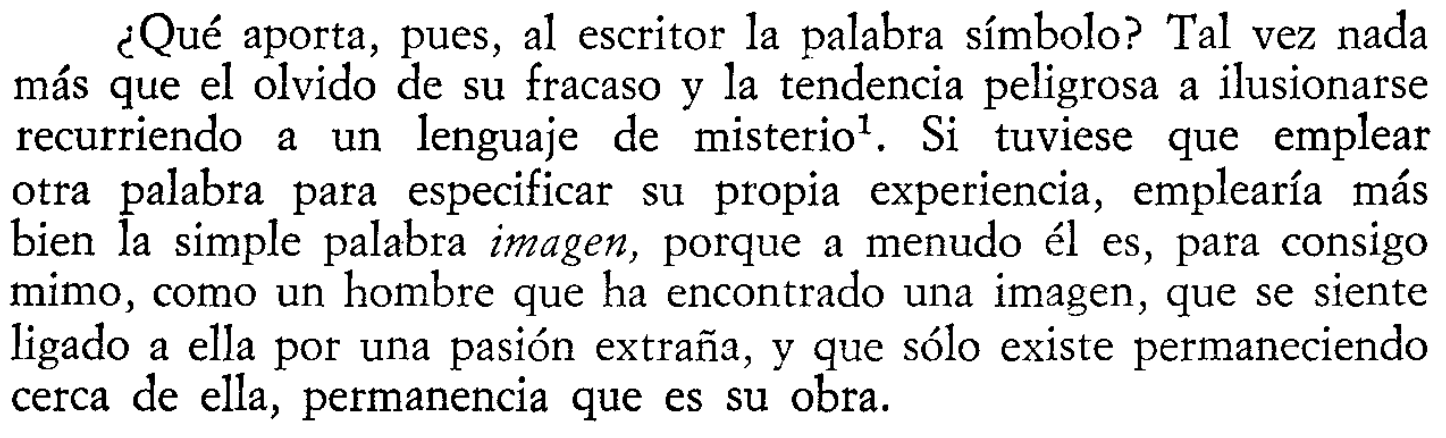 ¿Qué aporta, pues, al escritor la palabra símbolo? Tal vez nada
más que el olvido de su fracaso y la tendencia peligrosa a ilusionarse
recurriendo a un lenguaje de misterio¹. Si tuviese que emplear
otra palabra para especificar su propia experiencia, emplearía más
bien la simple palabra imagen, porque a menudo él es, para consigo
mimo, como un hombre que ha encontrado una imagen, que se siente
ligado a ella por una pasión extraña, y que sólo existe permaneciendo
cerca de ella, permanencia que es su obra.